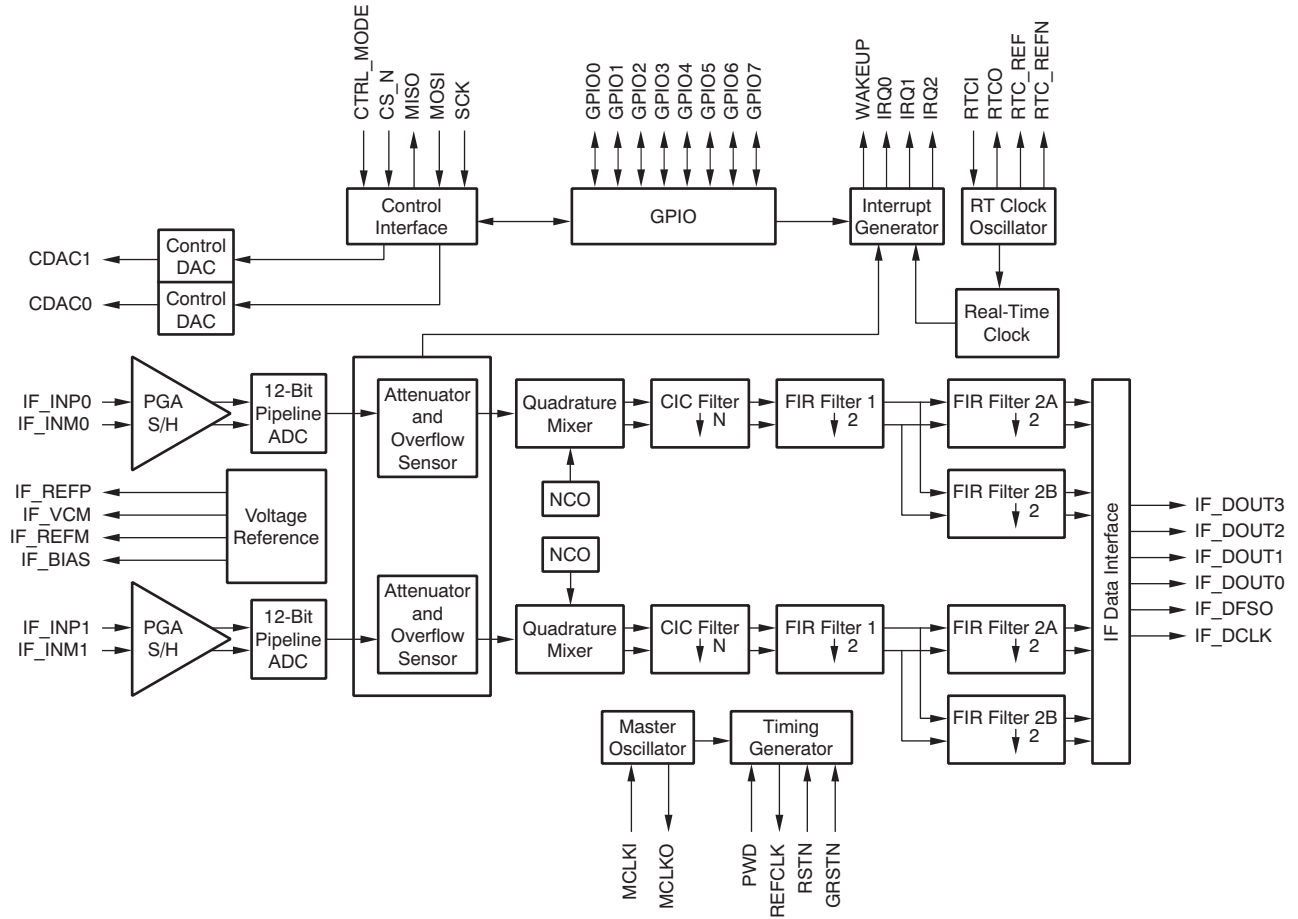 CTRL_MODE
CS_N
MISO
MOSI
SCK
GPIO0
GPIO1
GPIO2
GPIO3
GPIO4
GPIO5
GPIO6
GPIO7
WAKEUP
IRQ0
IRQ1
IRQ2
RTCI
RTCO
RTC_REF
RTC_REFN
Control
Interface
GPIO
Interrupt
Generator
RT Clock
Oscillator
CDAC1
Control
DAC
CDAC0
Control
DAC
Real-Time
Clock
IF_INP0
IF_INM0
PGA
S/H
12-Bit
Pipeline
ADC
Attenuator
and
Overflow
Sensor
Quadrature
Mixer
CIC Filter
↓ N
FIR Filter 1
↓ 2
FIR Filter 2A
↓ 2
NCO
FIR Filter 2B
↓ 2
IF_REFP
IF_VCM
IF_REFM
IF_BIAS
Voltage
Reference
NCO
IF_INP1
IF_INM1
PGA
S/H
12-Bit
Pipeline
ADC
Attenuator
and
Overflow
Sensor
Quadrature
Mixer
CIC Filter
↓ N
FIR Filter 1
↓ 2
FIR Filter 2A
↓ 2
FIR Filter 2B
↓ 2
IF Data Interface
IF_DOUT3
IF_DOUT2
IF_DOUT1
IF_DOUT0
IF_DFSO
IF_DCLK
Master
Oscillator
Timing
Generator
MCLKI
MCLKO
PWD
REFCLK
RSTN
GRSTN